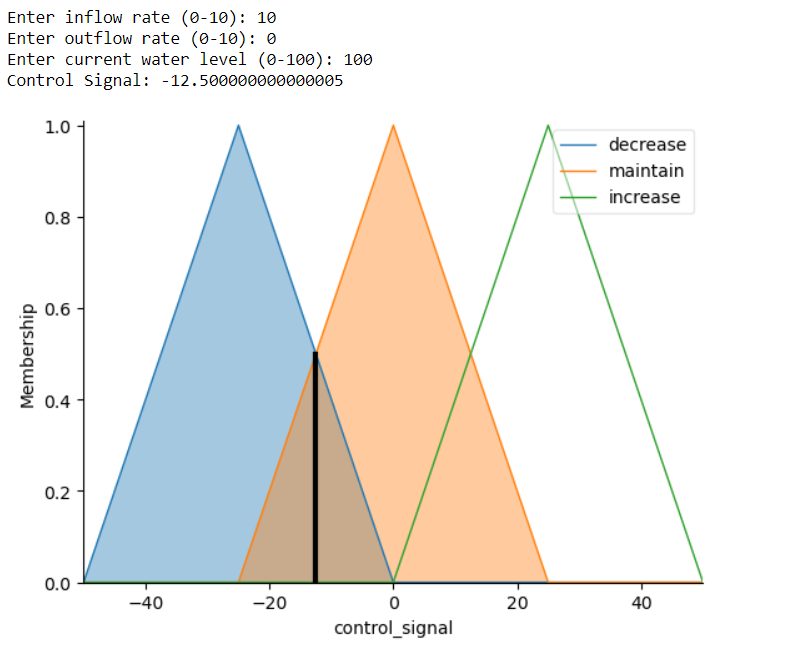 Enter inflow rate (0-10): 10
Enter outflow rate (0-10): 0
Enter current water level (0-100): 100
Control Signal: -12.500000000000005
1.0
0.8
0.6
0.4
0.2
0.0
Membership
decrease
maintain
increase
−40
−20
0
20
40
control_signal